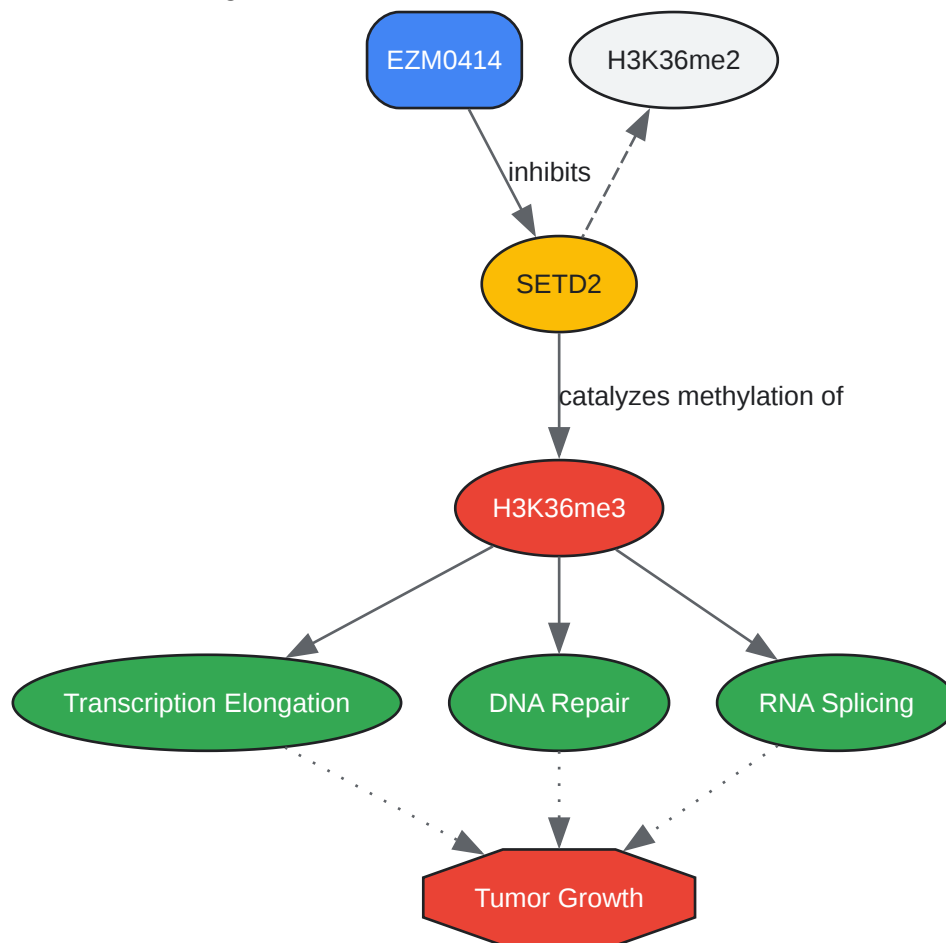 EZM0414
H3K36me2
inhibits
SETD2
catalyzes methylation of
H3K36me3
Transcription Elongation
DNA Repair
RNA Splicing
Tumor Growth